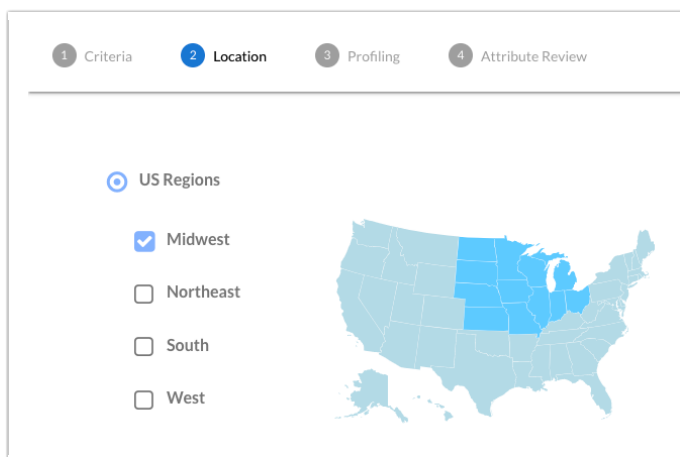 1 Criteria 2 Location 3 Profiling 4 Attribute Review
US Regions
Midwest
Northeast
South
West